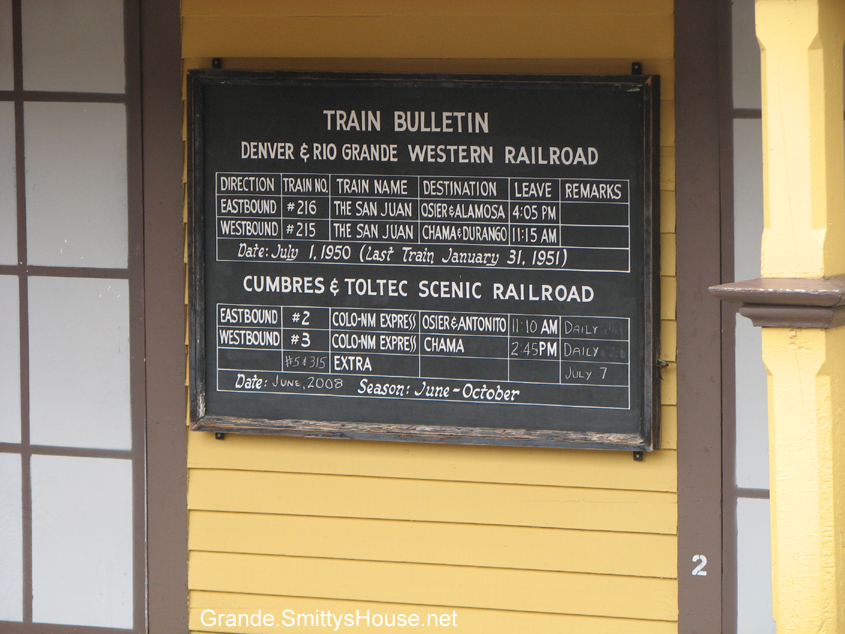 TRAIN BULLETIN
DENVER & RIO GRANDE WESTERN RAILROAD
DIRECTION TRAIN NO. TRAIN NAME DESTINATION LEAVE REMARKS
EASTBOUND #216 THE SAN JUAN OSIER & ALAMOSA 4:05 PM
WESTBOUND #215 THE SAN JUAN CHAMA & DURANGO 11:15 AM
Date: July 1, 1950 (Last Train January 31, 1951)
CUMBRES & TOLTEC SCENIC RAILROAD
EASTBOUND #2 COLO-NM EXPRESS OSIER & ANTONITO 11:10 AM DAILY
WESTBOUND #3 COLO-NM EXPRESS CHAMA 2:45 PM DAILY
#5 & 315 EXTRA JULY 7
Date: JUNE, 2008 Season: June-October
2
Grande.SmittysHouse.net